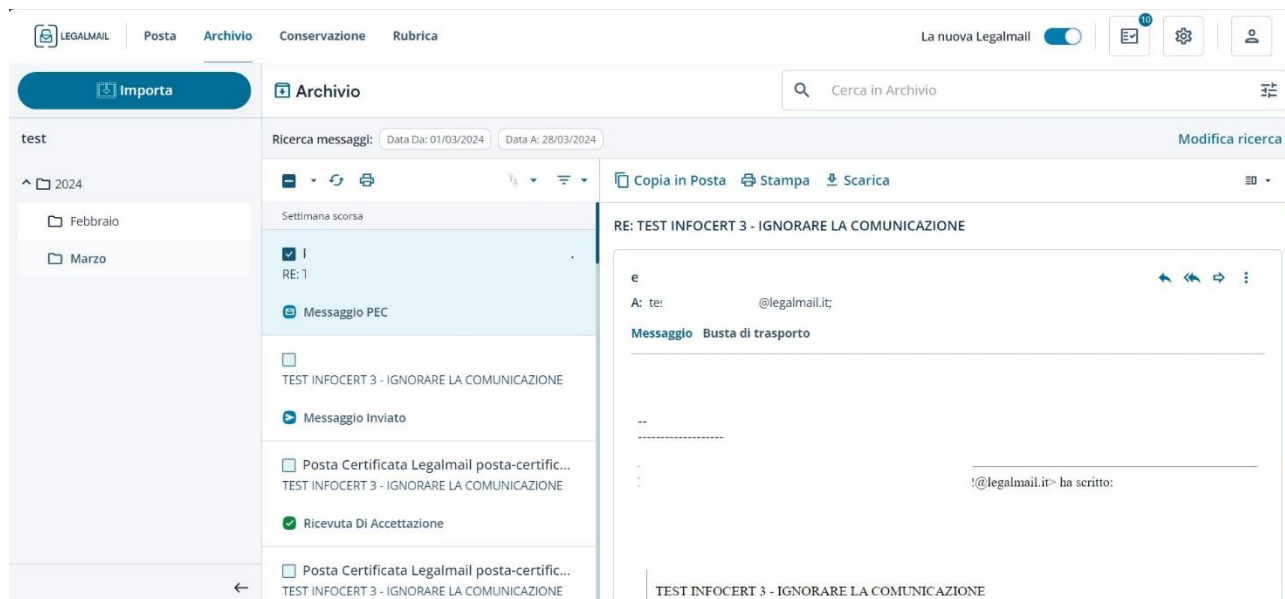 LEGALMAIL Posta Archivio Conservazione Rubrica La nuova Legalmail 10
Importa
Archivio
Cerca in Archivio
test
Ricerca messaggi: Data Da: 01/03/2024 Data A: 28/03/2024 Modifica ricerca
2024
Febbraio
Marzo
Settimana scorsa
RE:
Messaggio PEC
TEST INFOCERT 3 - IGNORARE LA COMUNICAZIONE
Messaggio Inviato
Posta Certificata Legalmail posta-certific...
TEST INFOCERT 3 - IGNORARE LA COMUNICAZIONE
Ricevuta Di Accettazione
Posta Certificata Legalmail posta-certific...
TEST INFOCERT 3 - IGNORARE LA COMUNICAZIONE
Copia in Posta Stampa Scarica
RE: TEST INFOCERT 3 - IGNORARE LA COMUNICAZIONE
e
A: te @legalmail.it;
Messaggio Busta di trasporto
--
-------------------
@legalmail.it> ha scritto:
TEST INFOCERT 3 - IGNORARE LA COMUNICAZIONE